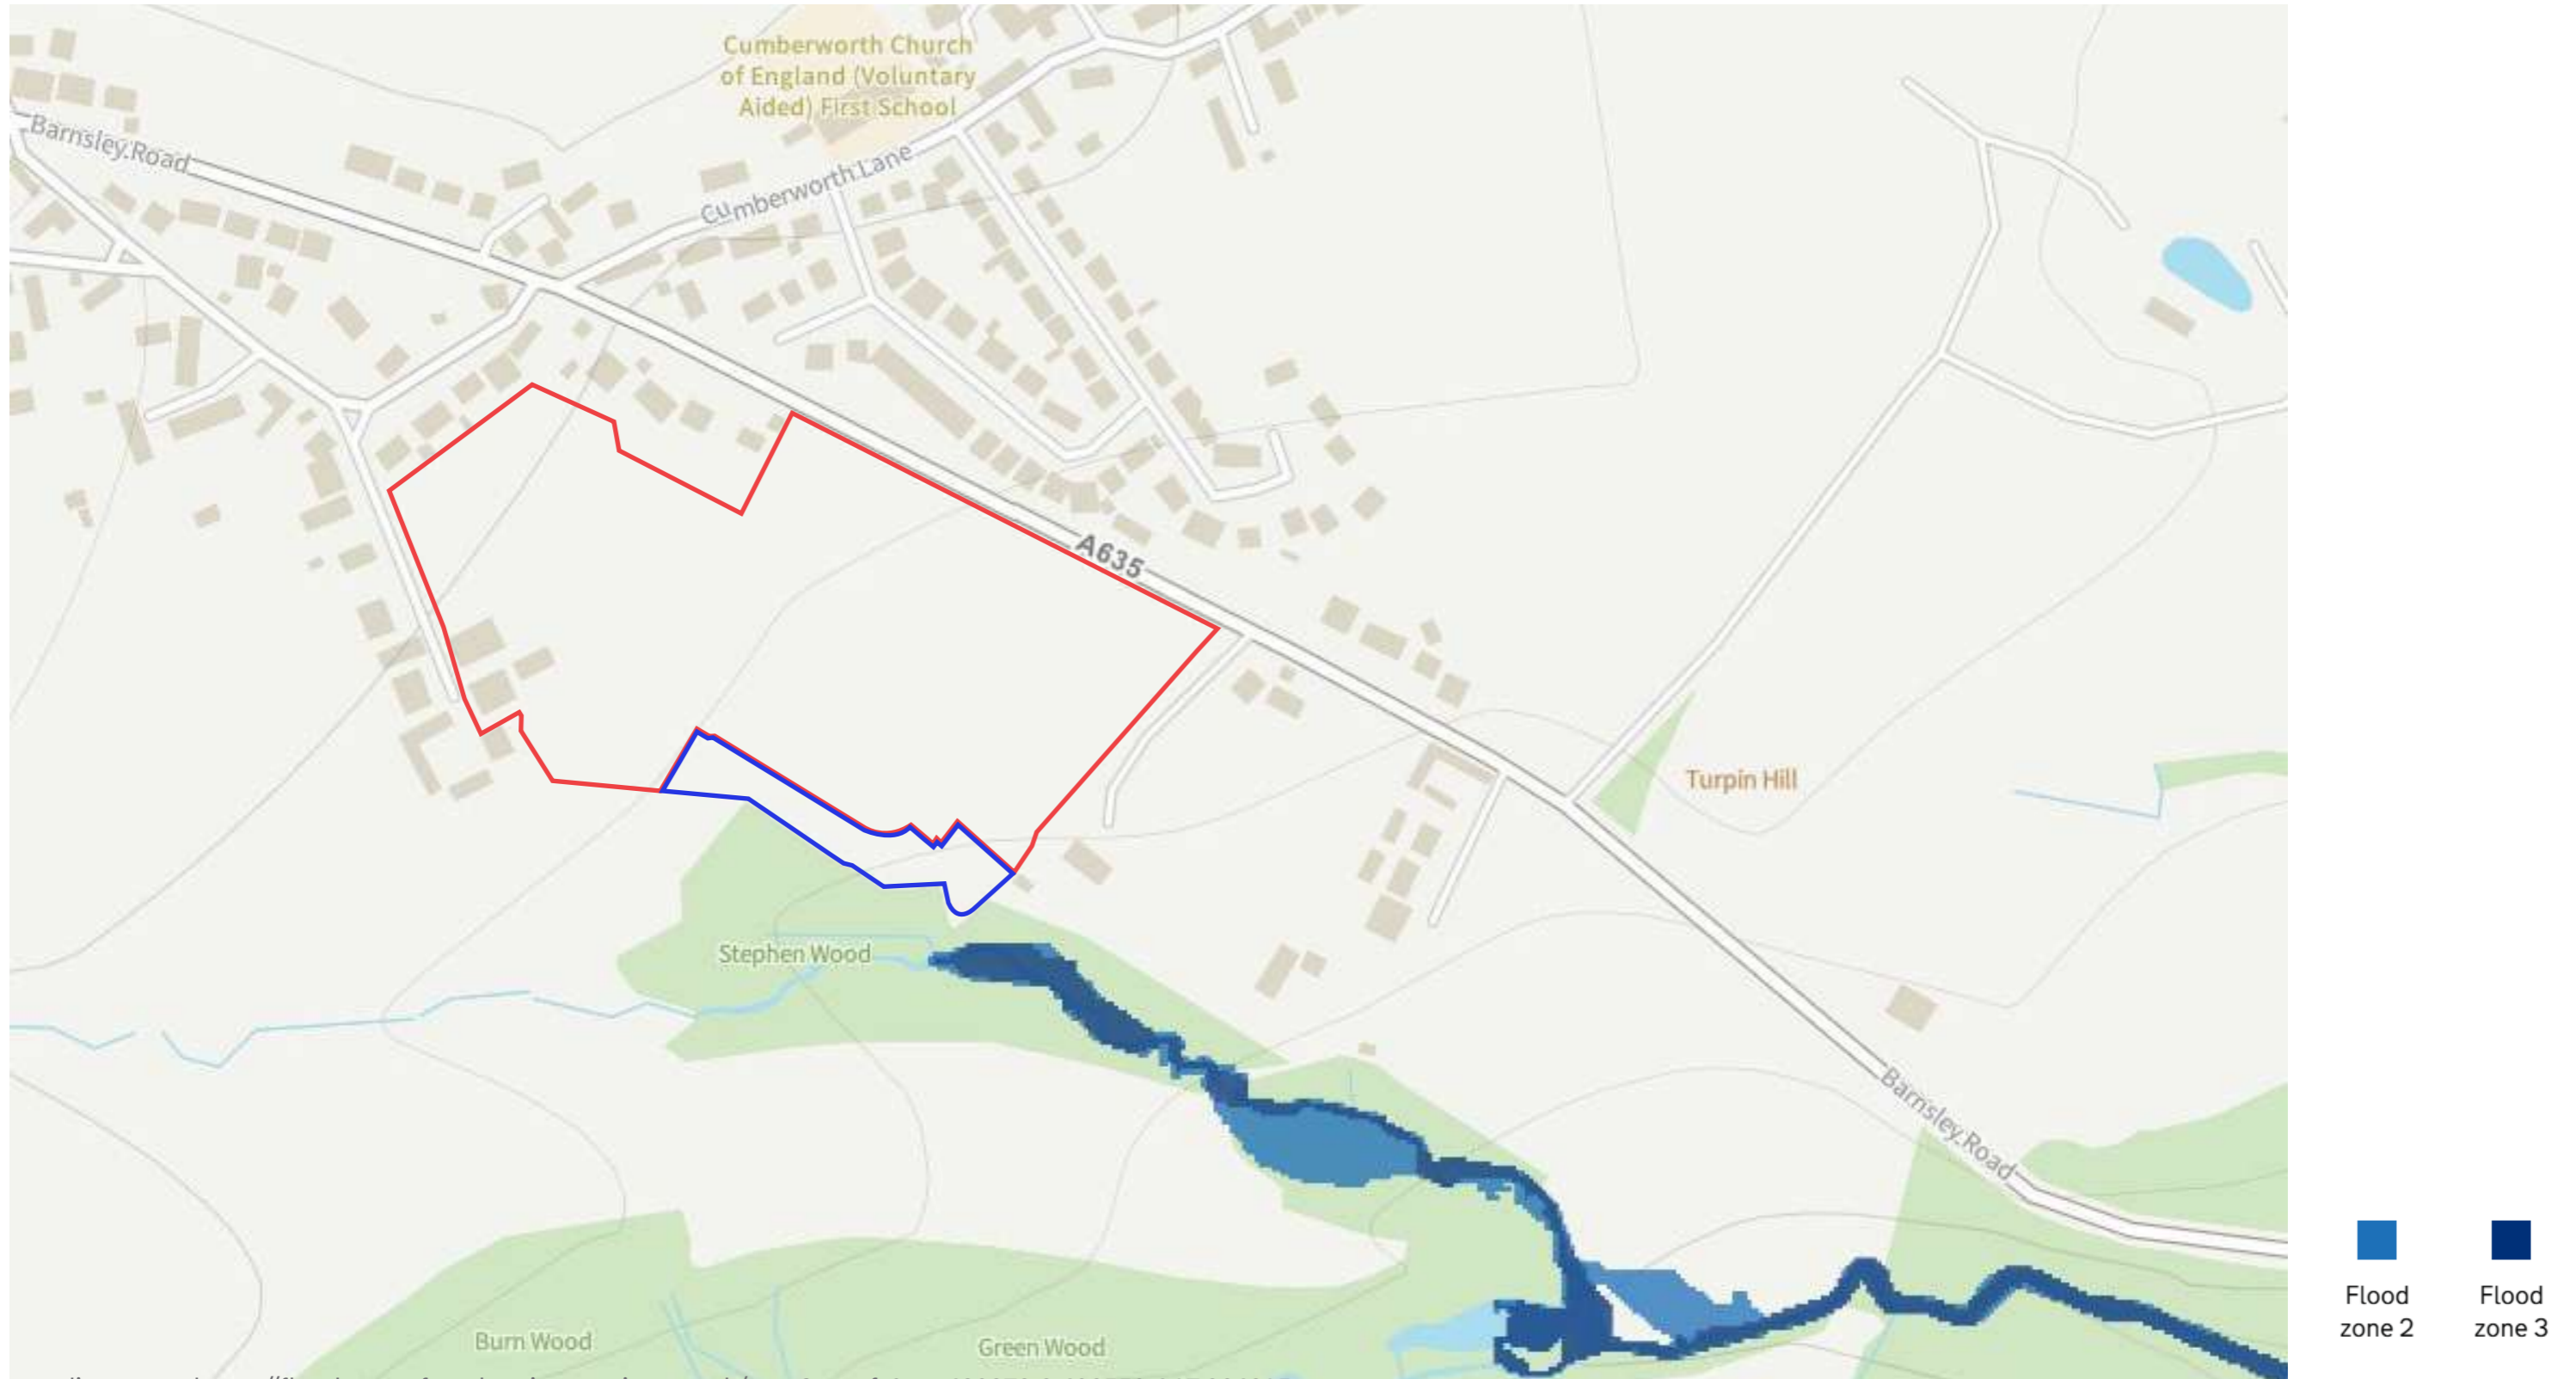 Cumberworth Church
of England (Voluntary
Aided) First School
Barnsley Road
Cumberworth Lane
A635
Turpin Hill
Stephen Wood
Barnsley Road
Burn Wood
Green Wood
Flood
zone 2
Flood
zone 3